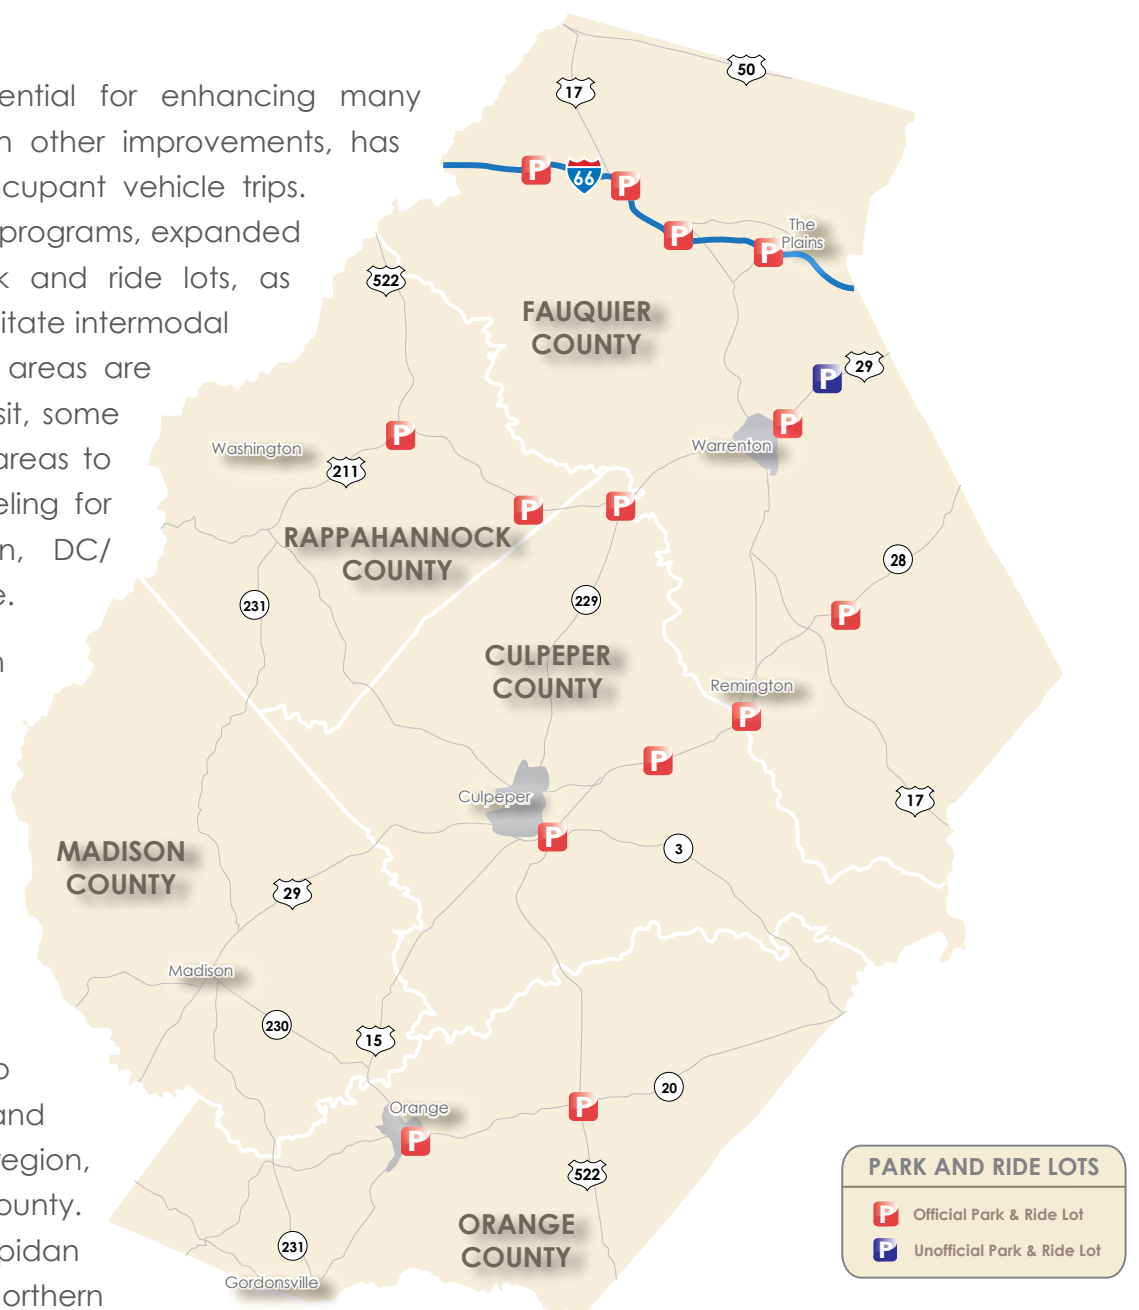 ential for enhancing many
n other improvements, has
cupant vehicle trips.
programs, expanded
k and ride lots, as
itate intermodal
areas are
sit, some
areas to
eling for
n, DC/
e.
n
o
and
region,
ounty.
pidan
orthern
50
17
P
66
P
P
The
Plains
P
522
FAUQUIER
COUNTY
29
P
P
Warrenton
Washington
P
211
P
P
RAPPAHANNOCK
COUNTY
28
231
229
P
CULPEPER
COUNTY
Remington
P
P
Culpeper
17
P
3
MADISON
COUNTY
29
Madison
230
15
20
Orange
P
P
522
ORANGE
COUNTY
231
Gordonsville
PARK AND RIDE LOTS
P Official Park & Ride Lot
P Unofficial Park & Ride Lot